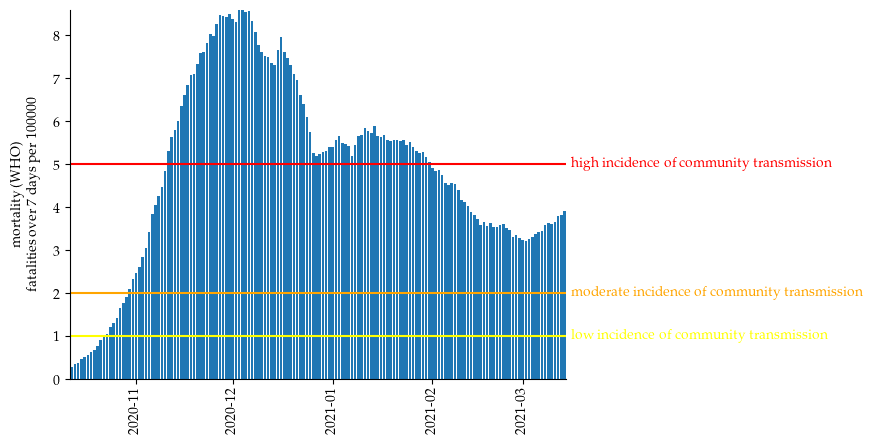 mortality (WHO)
fatalities over 7 days per 100000
8
7
6
5
4
3
2
1
0
high incidence of community transmission
moderate incidence of community transmission
low incidence of community transmission
2020-11
2020-12
2021-01
2021-02
2021-03